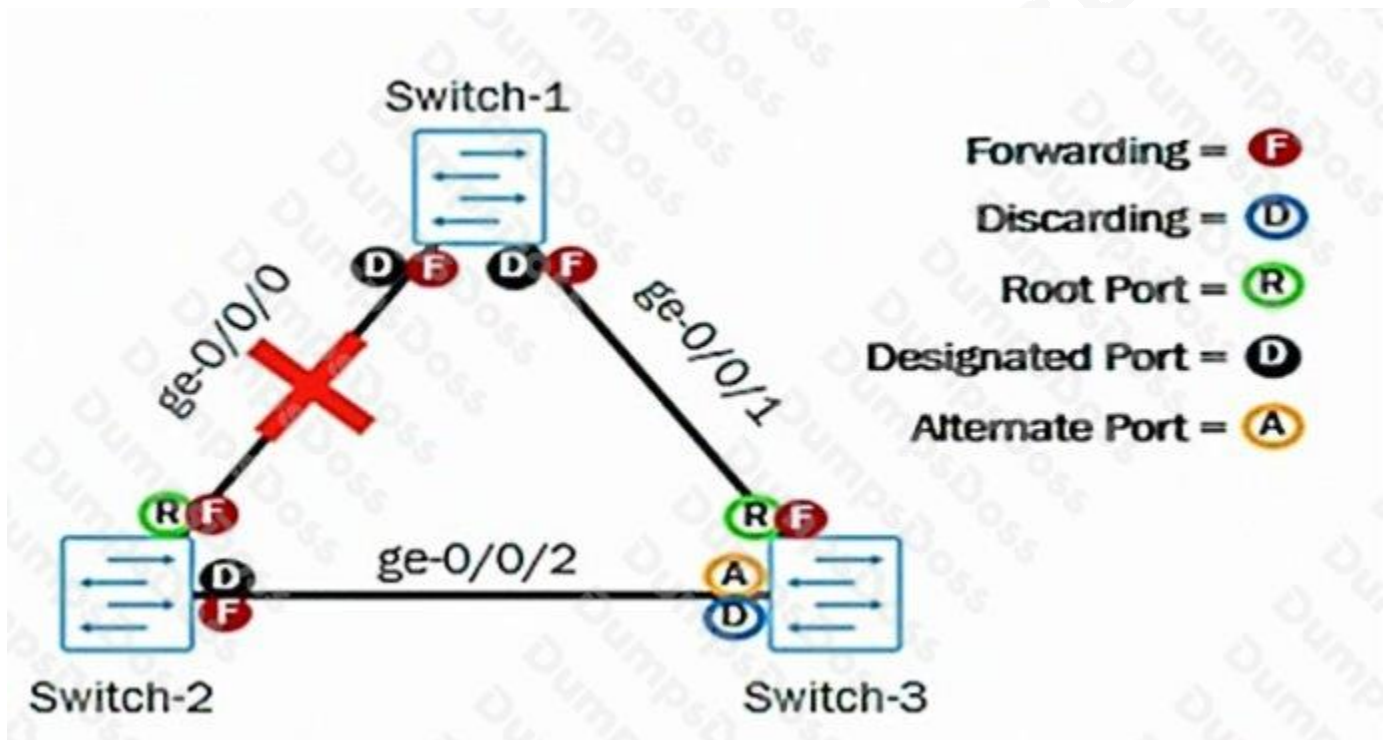 Switch-1
Forwarding = F
Discarding = D
Root Port = R
Designated Port = D
Alternate Port = A
D F D F
ge-0/0/0
ge-0/0/1
R F
R F
D
F
ge-0/0/2
A
D
Switch-2
Switch-3
DumpsDoss